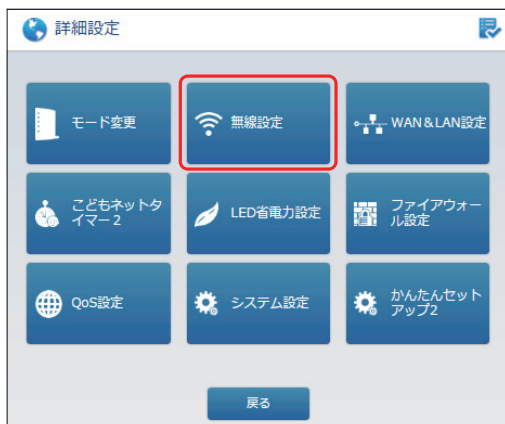 詳細設定
モード変更
無線設定
WAN&LAN設定
こどもネットタ
イマー2
LED省電力設定
ファイアウォー
ル設定
QoS設定
システム設定
かんたんセット
アップ2
戻る